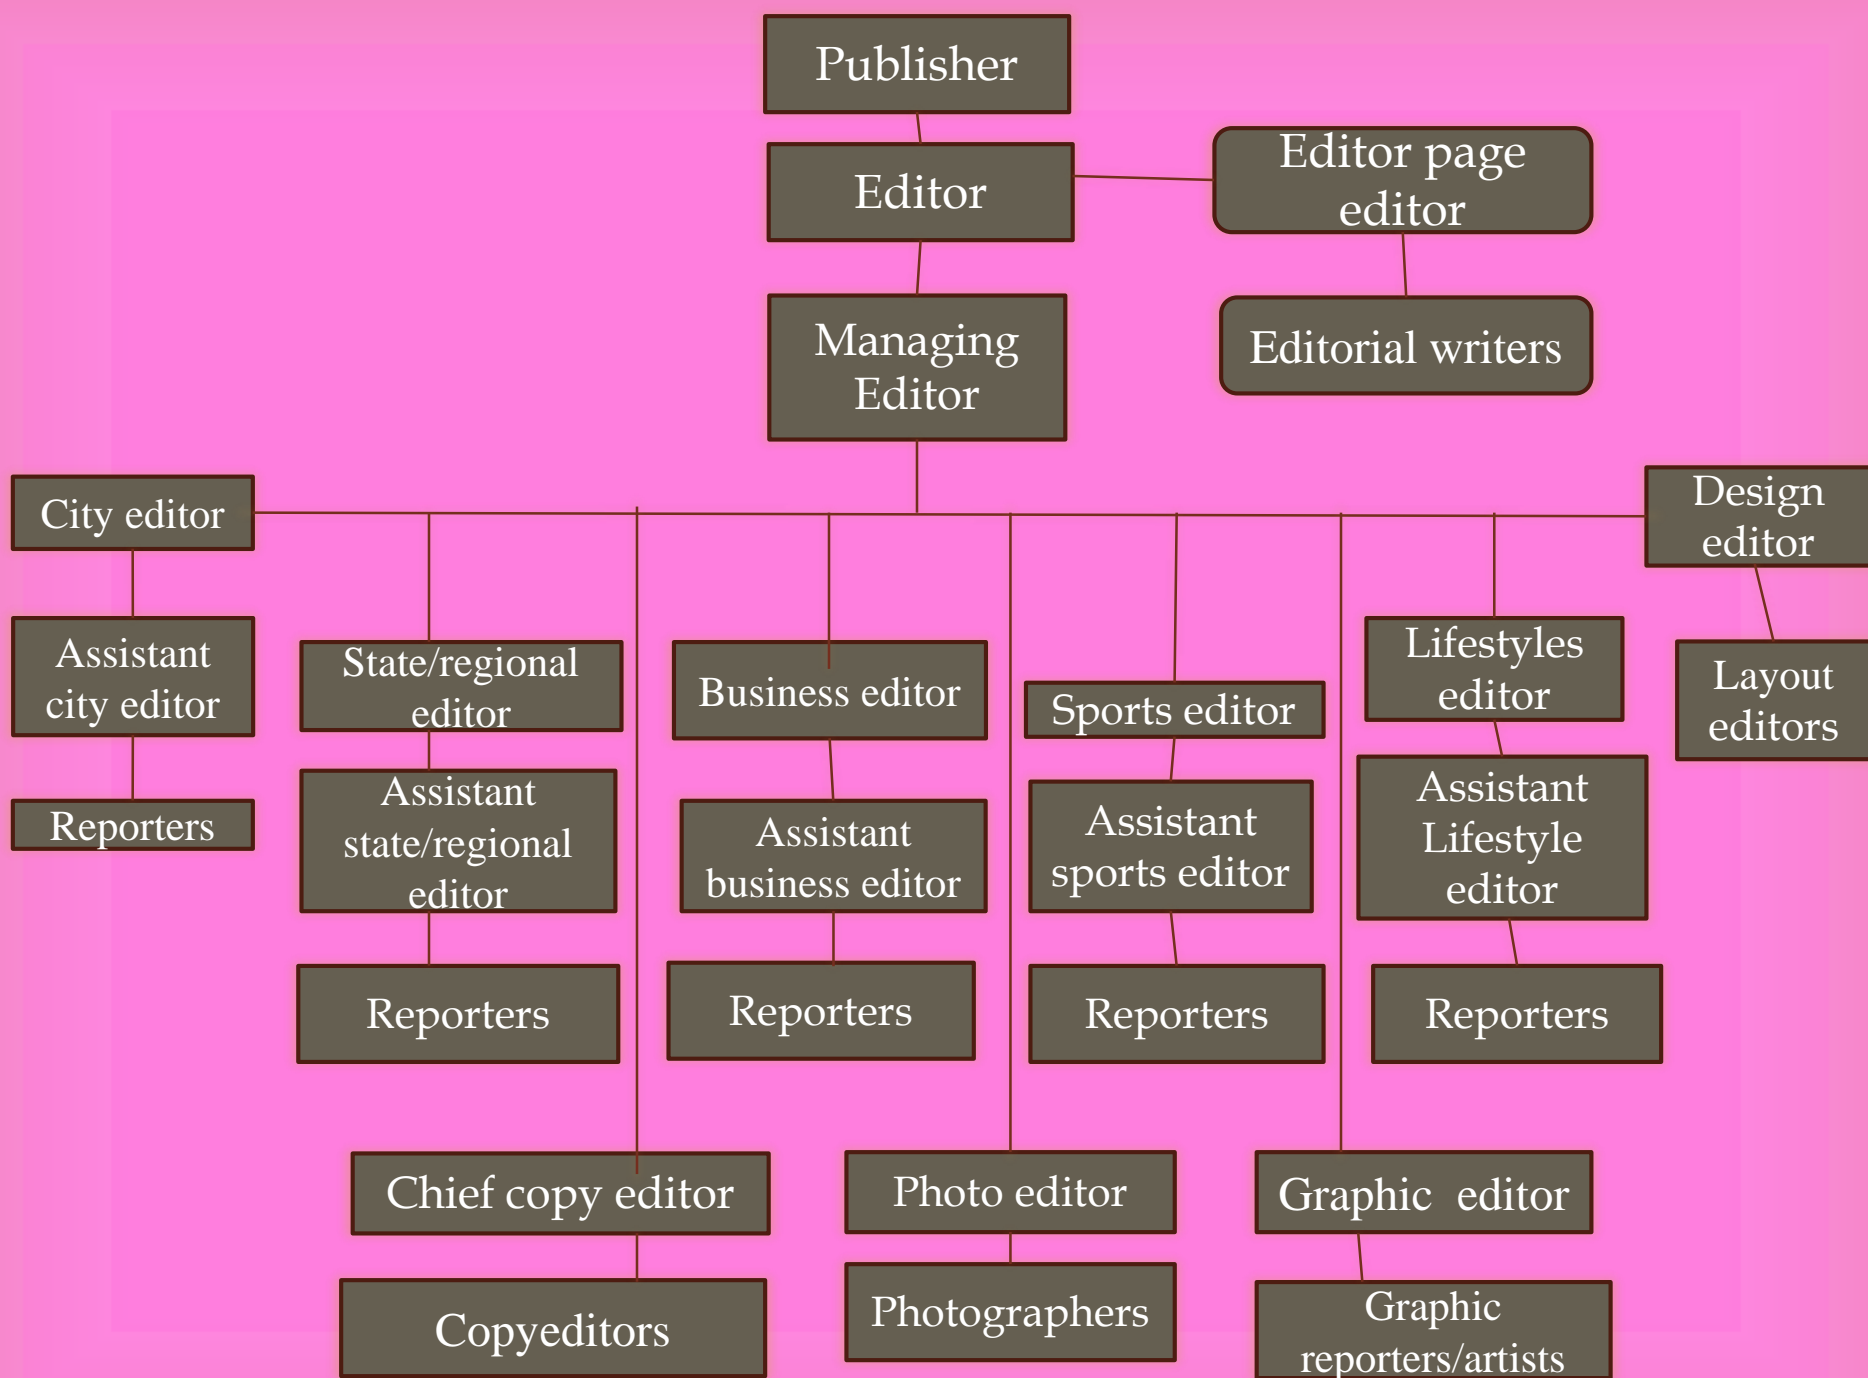 Publisher
Editor
Editor page
editor
Managing
Editor
Editorial writers
City editor
Design
editor
Assistant
city editor
Reporters
State/regional
editor
Assistant
state/regional
editor
Reporters
Business editor
Assistant
business editor
Reporters
Sports editor
Assistant
sports editor
Reporters
Lifestyles
editor
Assistant
Lifestyle
editor
Reporters
Layout
editors
Chief copy editor
Copyeditors
Photo editor
Photographers
Graphic  editor
Graphic
reporters/artists